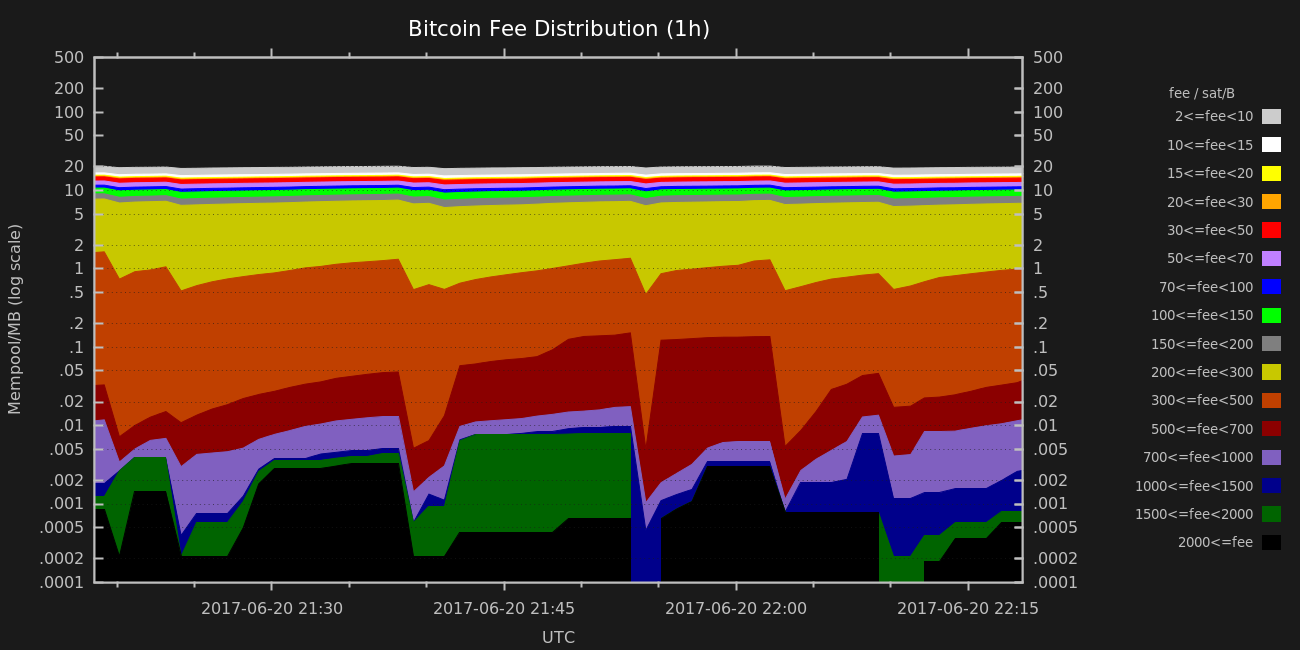 Bitcoin Fee Distribution (1h)
500 500
200 200
100 100
50 50
20 20
10 10
5 5
2 2
1 1
.5 .5
.2 .2
.1 .1
.05 .05
.02 .02
.01 .01
.005 .005
.002 .002
.001 .001
.0005 .0005
.0002 .0002
.0001 .0001
Mempool/MB (log scale)
2017-06-20 21:30 2017-06-20 21:45 2017-06-20 22:00 2017-06-20 22:15
UTC
fee / sat/B
2<=fee<10
10<=fee<15
15<=fee<20
20<=fee<30
30<=fee<50
50<=fee<70
70<=fee<100
100<=fee<150
150<=fee<200
200<=fee<300
300<=fee<500
500<=fee<700
700<=fee<1000
1000<=fee<1500
1500<=fee<2000
2000<=fee